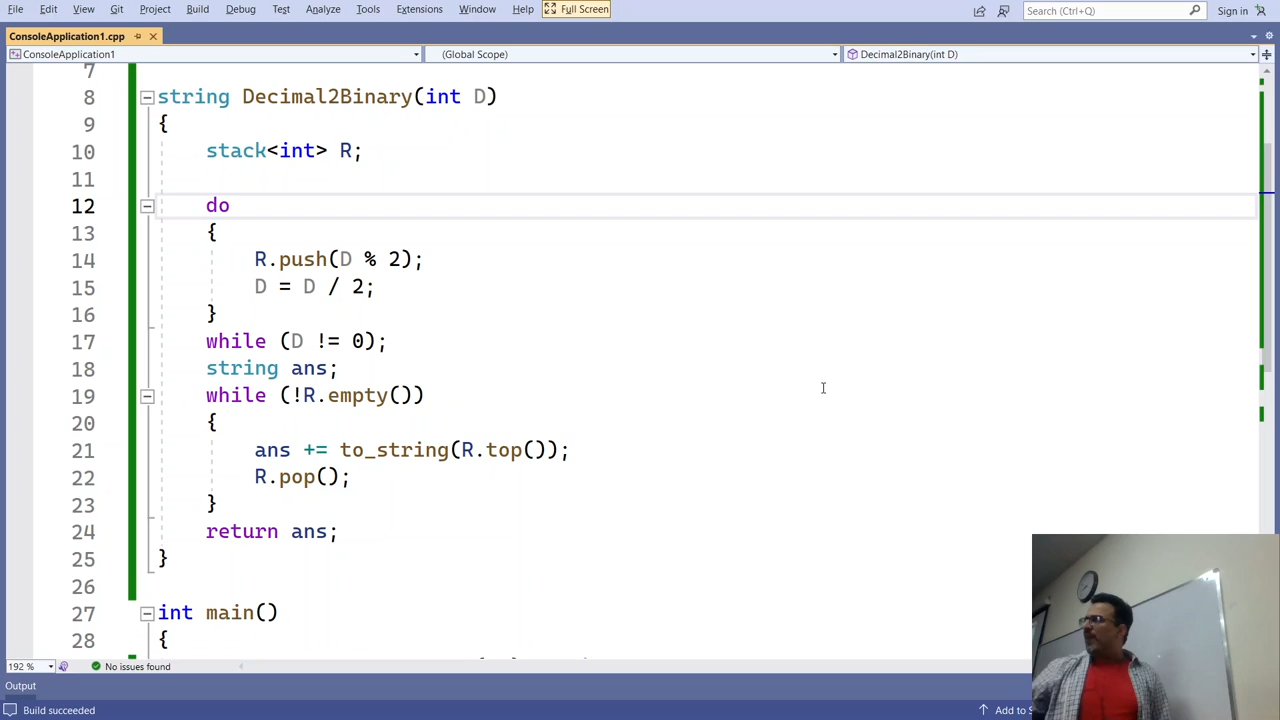 File Edit View Git Project Build Debug Test Analyze Tools Extensions Window Help Full Screen Search (Ctrl+Q) Sign in
ConsoleApplication1.cpp
ConsoleApplication1 (Global Scope) Decimal2Binary(int D)
7
8 string Decimal2Binary(int D)
9 {
10 stack<int> R;
11
12 do
13 {
14 R.push(D % 2);
15 D = D / 2;
16 }
17 while (D != 0);
18 string ans;
19 while (!R.empty())
20 {
21 ans += to_string(R.top());
22 R.pop();
23 }
24 return ans;
25 }
26
27 int main()
28 {
192 % No issues found
Output
Build succeeded Add to